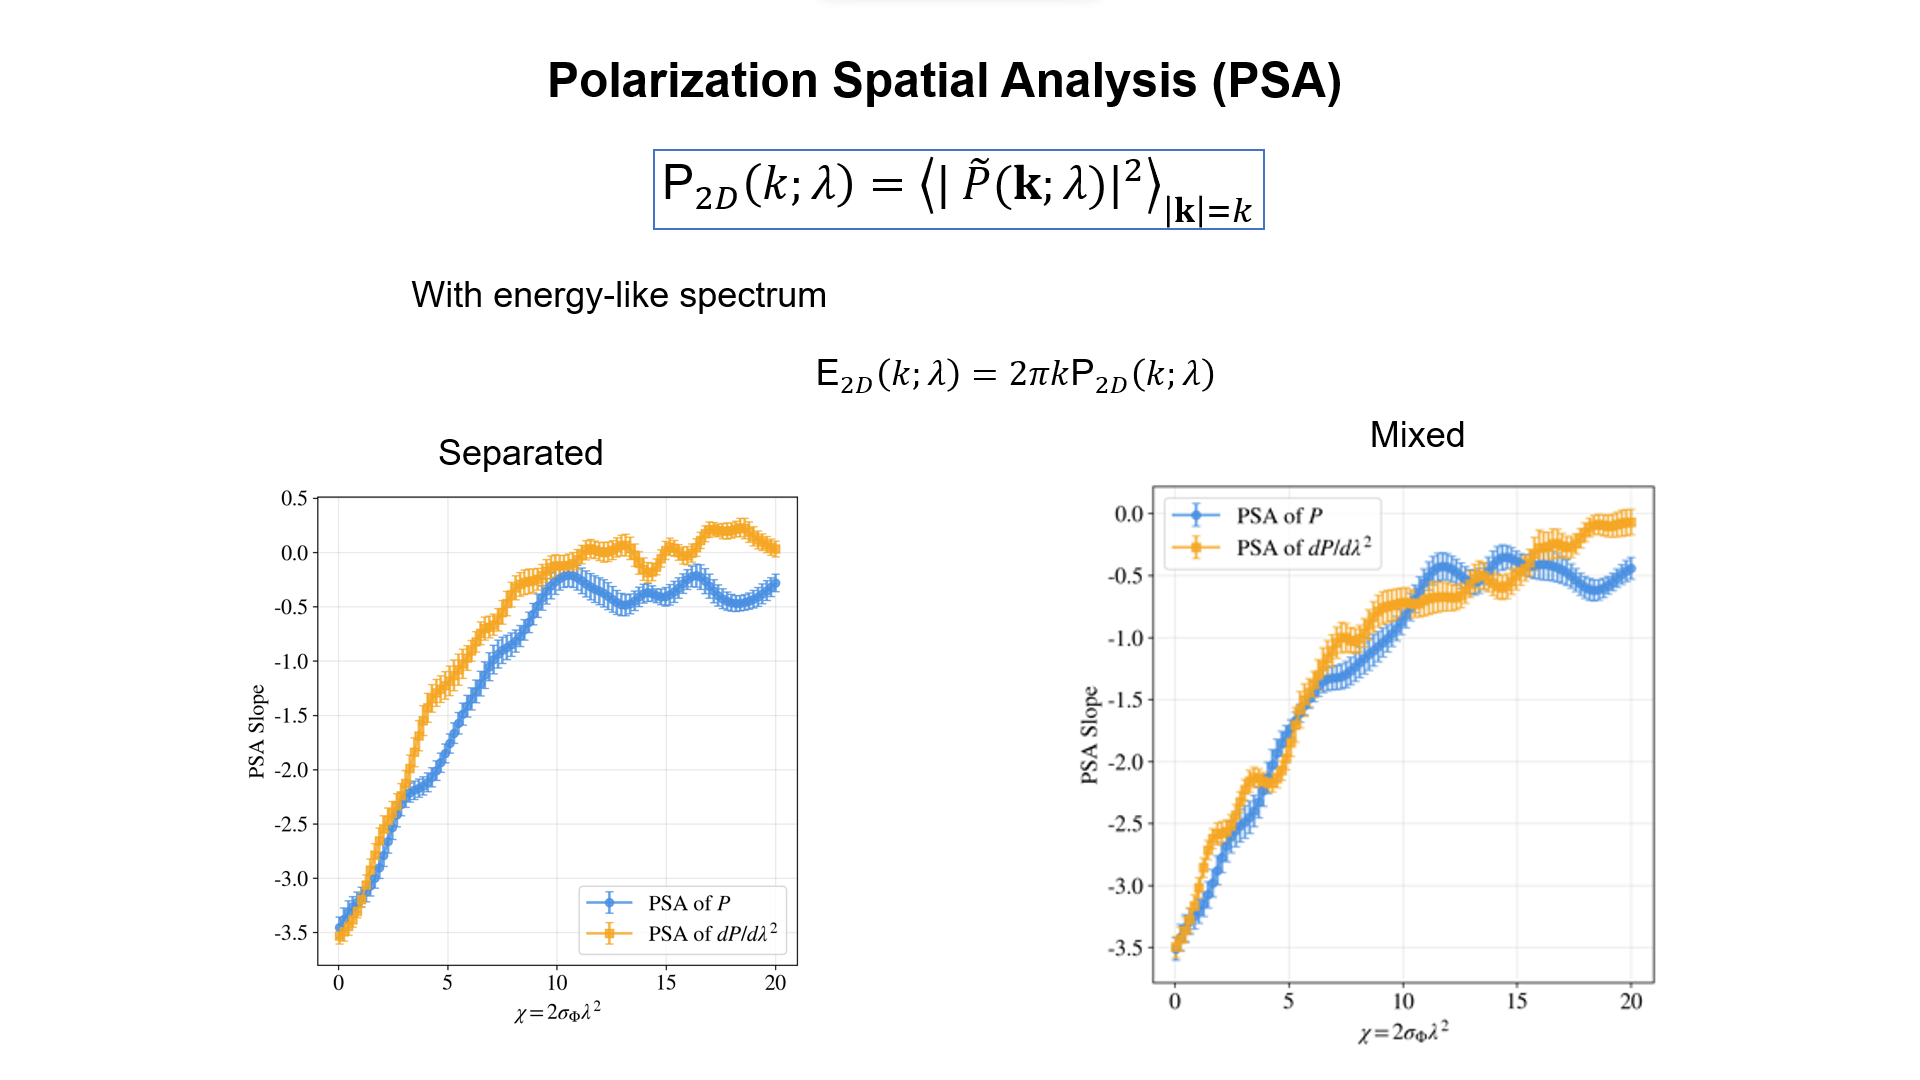 Polarization Spatial Analysis (PSA)
P₂D(k; λ) = ⟨| P̃(𝐤; λ)|²⟩|𝐤|=k
With energy-like spectrum
E₂D(k; λ) = 2πkP₂D(k; λ)
Separated
0.5
0.0
-0.5
-1.0
-1.5
-2.0
-2.5
-3.0
-3.5
PSA Slope
PSA of P
PSA of dP/dλ²
0 5 10 15 20
χ = 2σ_Φλ²
Mixed
PSA of P
PSA of dP/dλ²
0.0
-0.5
-1.0
-1.5
-2.0
-2.5
-3.0
-3.5
PSA Slope
0 5 10 15 20
χ = 2σ_Φλ²